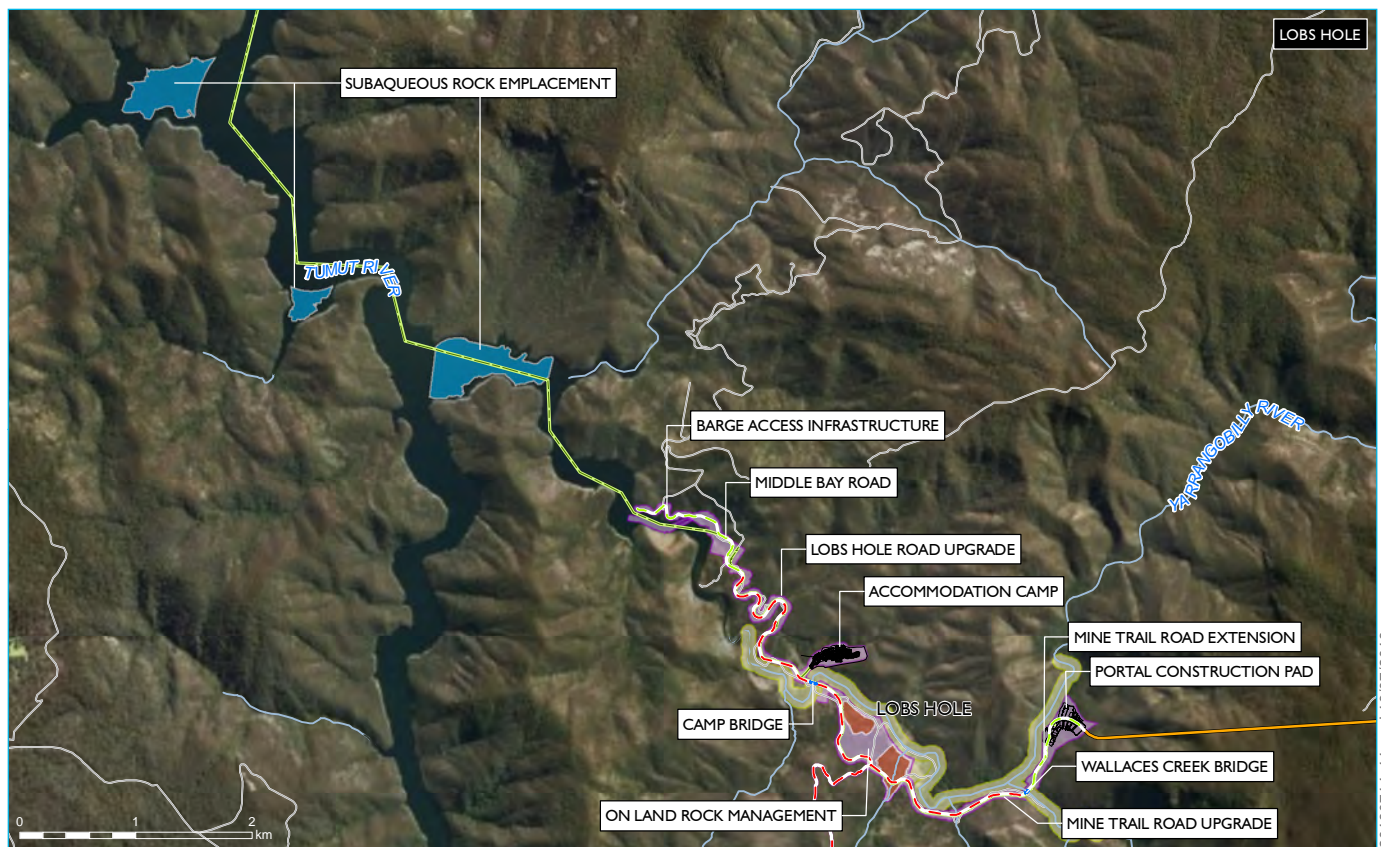 LOBS HOLE
SUBAQUEOUS ROCK EMPLACEMENT
TUMUT RIVER
YARRANGOBILLY RIVER
BARGE ACCESS INFRASTRUCTURE
MIDDLE BAY ROAD
LOBS HOLE ROAD UPGRADE
ACCOMMODATION CAMP
MINE TRAIL ROAD EXTENSION
PORTAL CONSTRUCTION PAD
LOBS HOLE
CAMP BRIDGE
WALLACES CREEK BRIDGE
ON LAND ROCK MANAGEMENT
MINE TRAIL ROAD UPGRADE
0 1 2
km